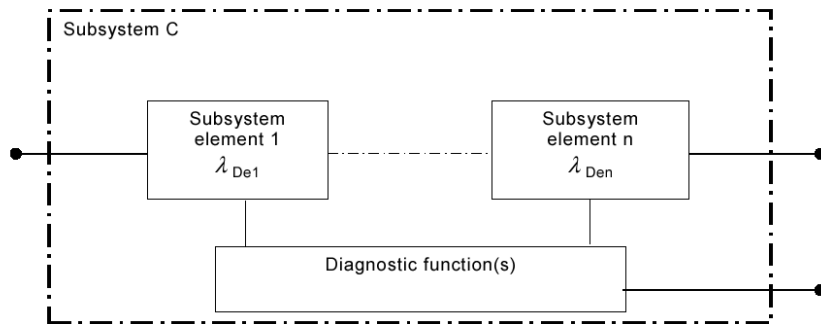 Subsystem C
Subsystem
element 1
λ De1
Subsystem
element n
λ Den
Diagnostic function(s)